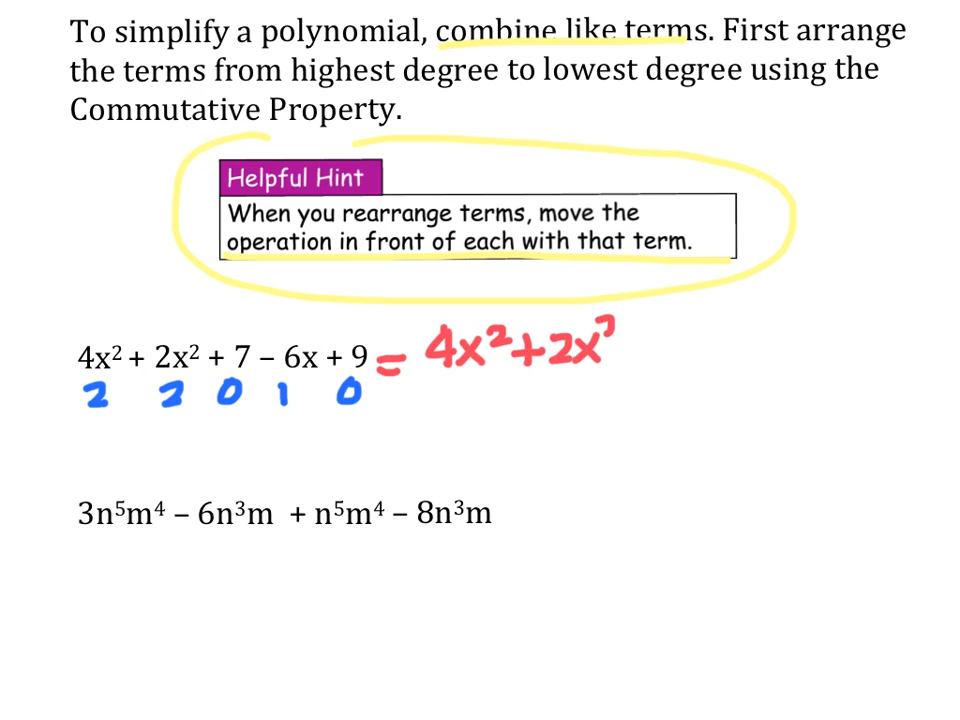 To simplify a polynomial, combine like terms. First arrange
the terms from highest degree to lowest degree using the
Commutative Property.
Helpful Hint
When you rearrange terms, move the
operation in front of each with that term.
4x² + 2x² + 7 – 6x + 9 = 4x² + 2x
2 2 0 1 0
3n⁵m⁴ – 6n³m + n⁵m⁴ – 8n³m